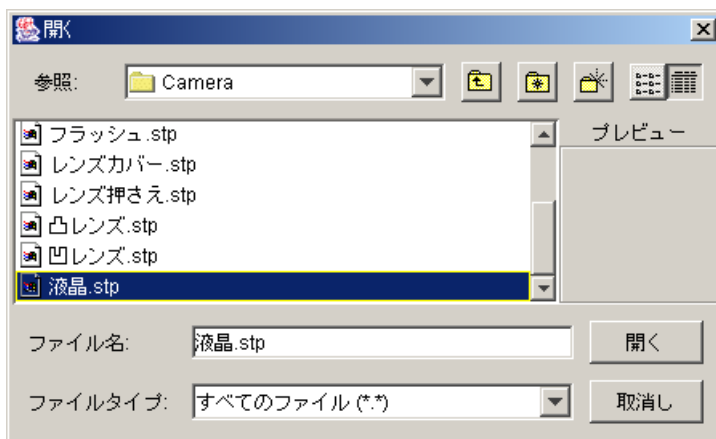 開く
参照: Camera
フラッシュ.stp
プレビュー
レンズカバー.stp
レンズ押さえ.stp
凸レンズ.stp
凹レンズ.stp
液晶.stp
ファイル名: 液晶.stp 開く
ファイルタイプ: すべてのファイル (*.*) 取消し